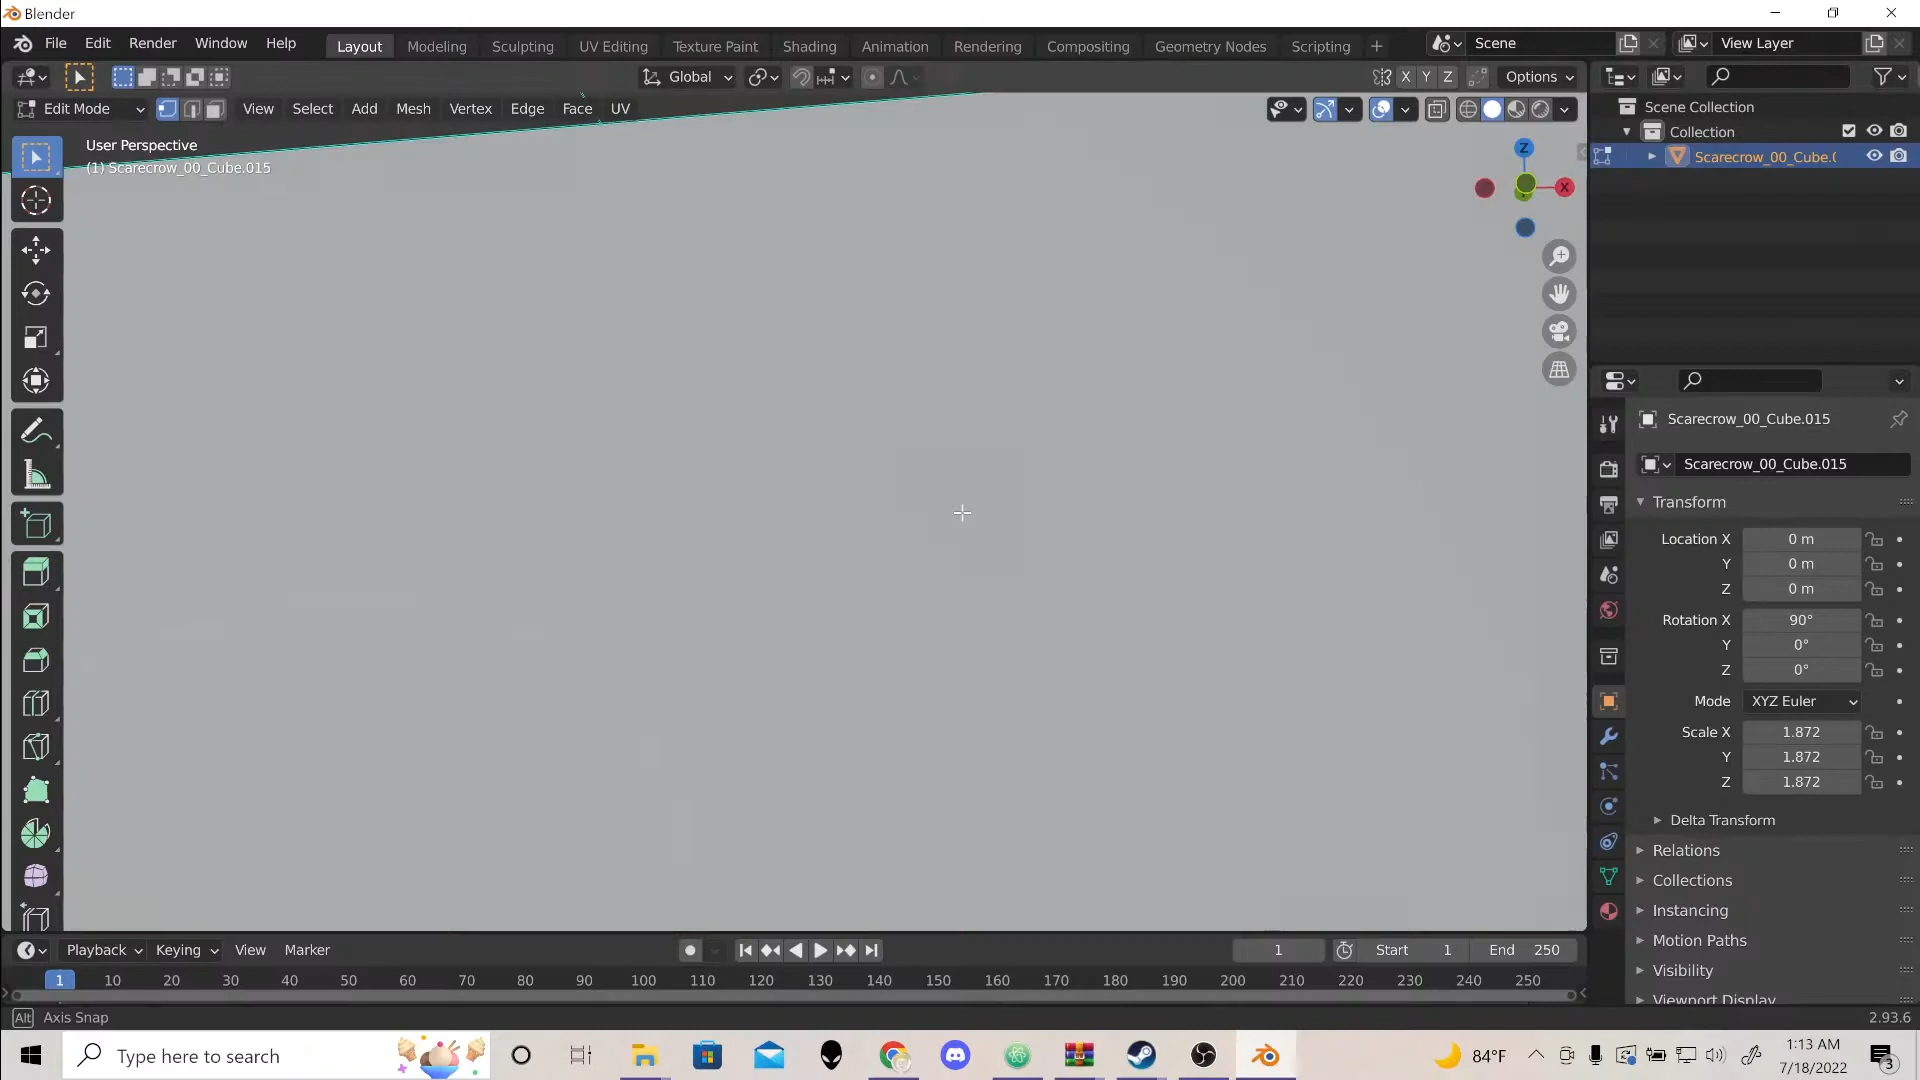 Blender
File Edit Render Window Help Layout Modeling Sculpting UV Editing Texture Paint Shading Animation Rendering Compositing Geometry Nodes Scripting + Scene View Layer
Global X Y Z Options
Edit Mode View Select Add Mesh Vertex Edge Face UV
User Perspective
(1) Scarecrow_00_Cube.015
Z
X
Scene Collection
Collection
Scarecrow_00_Cube.(
Scarecrow_00_Cube.015
Scarecrow_00_Cube.015
Transform
Location X 0 m
Y 0 m
Z 0 m
Rotation X 90°
Y 0°
Z 0°
Mode XYZ Euler
Scale X 1.872
Y 1.872
Z 1.872
Delta Transform
Relations
Collections
Instancing
Motion Paths
Visibility
Viewport Display
Playback Keying View Marker 1 Start 1 End 250
1 10 20 30 40 50 60 70 80 90 100 110 120 130 140 150 160 170 180 190 200 210 220 230 240 250
Alt Axis Snap 2.93.6
Type here to search 84°F 1:13 AM
7/18/2022 3